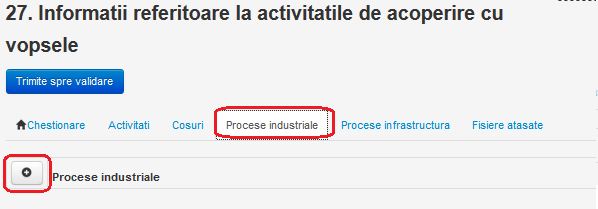 27. Informatii referitoare la activitatile de acoperire cu
vopsele
Trimite spre validare
Chestionare Activitati Cosuri Procese industriale Procese infrastructura Fisiere atasate
Procese industriale